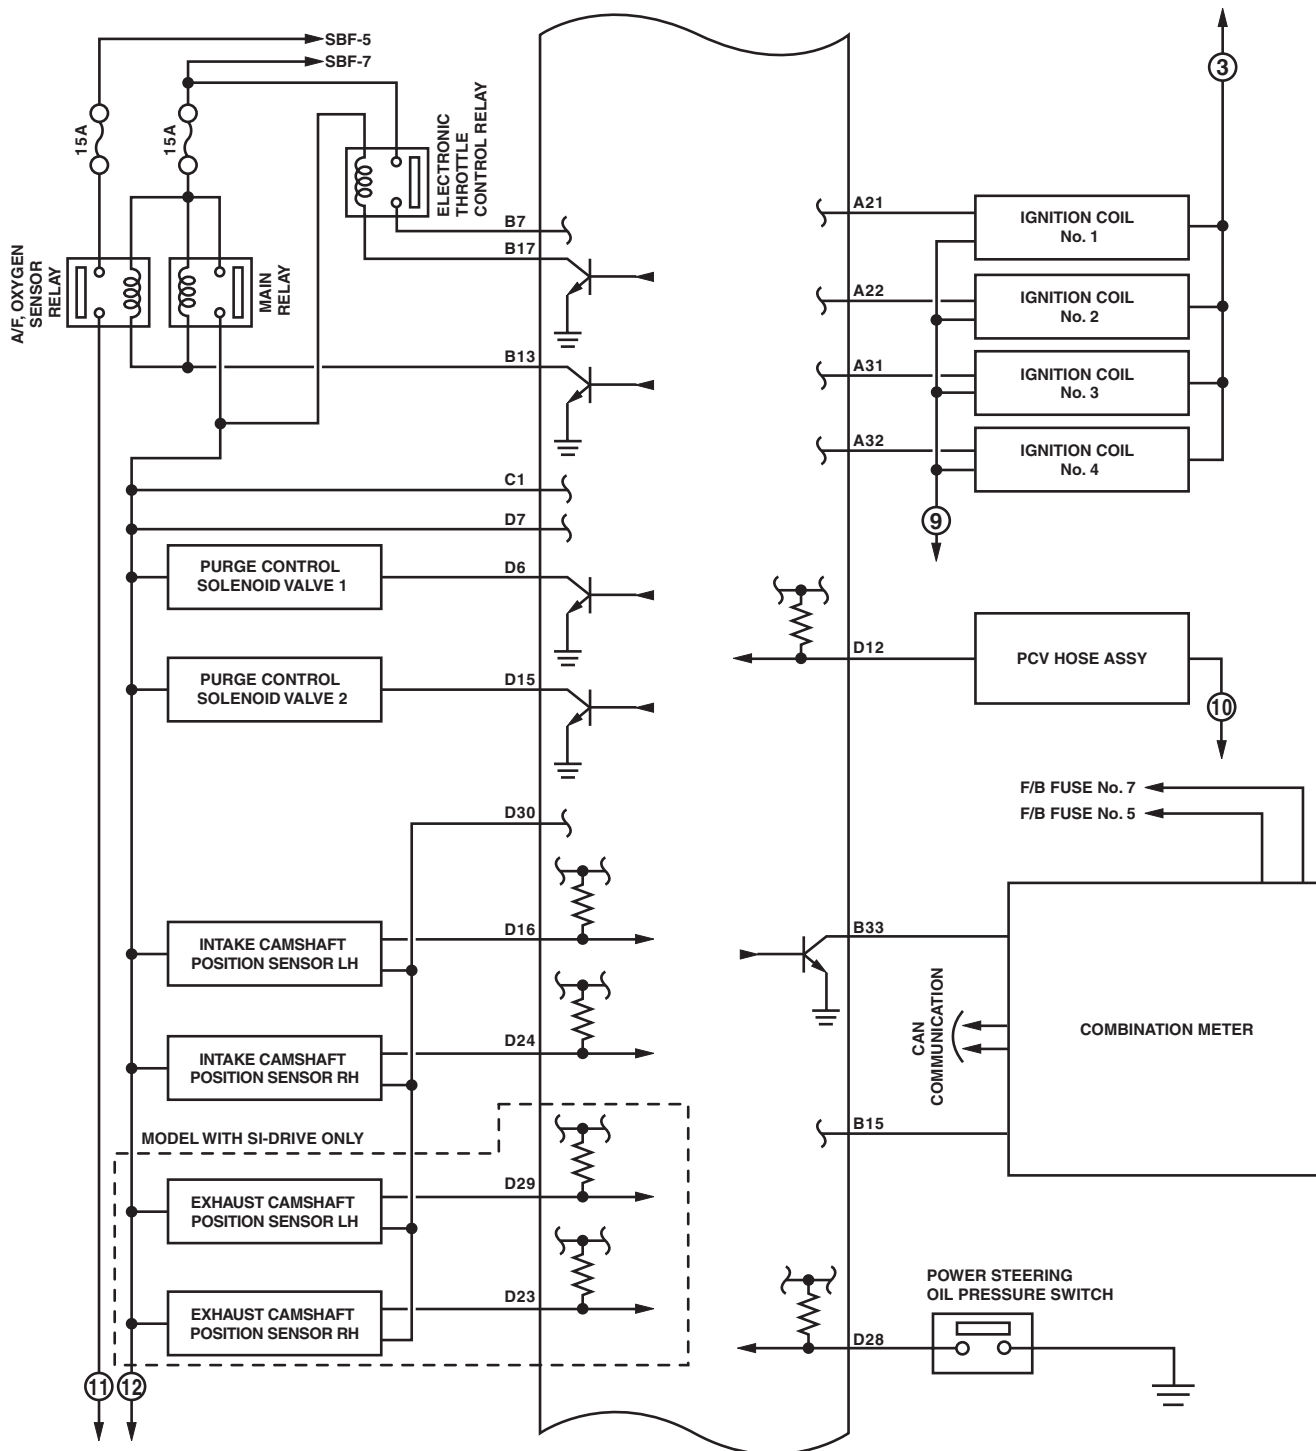 SBF-5
SBF-7
3
15A
15A
ELECTRONIC
THROTTLE
CONTROL RELAY
A/F, OXYGEN
SENSOR
RELAY
MAIN
RELAY
B7
B17
B13
C1
D7
PURGE CONTROL
SOLENOID VALVE 1
D6
PURGE CONTROL
SOLENOID VALVE 2
D15
D30
INTAKE CAMSHAFT
POSITION SENSOR LH
D16
INTAKE CAMSHAFT
POSITION SENSOR RH
D24
MODEL WITH SI-DRIVE ONLY
EXHAUST CAMSHAFT
POSITION SENSOR LH
D29
EXHAUST CAMSHAFT
POSITION SENSOR RH
D23
11
12
A21
IGNITION COIL
No. 1
A22
IGNITION COIL
No. 2
A31
IGNITION COIL
No. 3
A32
IGNITION COIL
No. 4
9
D12
PCV HOSE ASSY
10
F/B FUSE No. 7
F/B FUSE No. 5
B33
CAN
COMMUNICATION
COMBINATION METER
B15
POWER STEERING
OIL PRESSURE SWITCH
D28